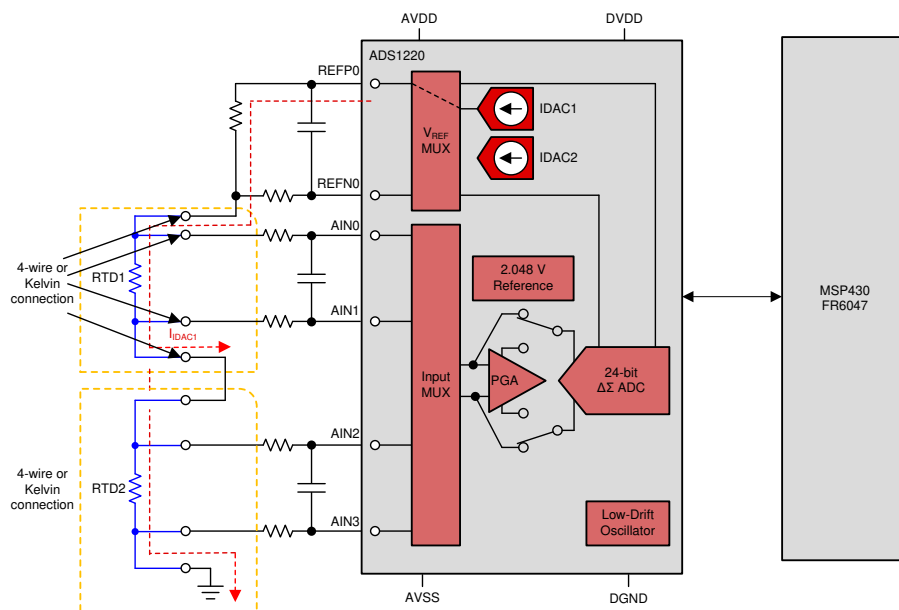 AVDD
DVDD
ADS1220
REFP0
IDAC1
VREF
MUX
IDAC2
REFN0
AIN0
4-wire or
Kelvin
connection
RTD1
2.048 V
Reference
MSP430
FR6047
AIN1
IIDAC1
Input
MUX
PGA
24-bit
ΔΣ ADC
AIN2
4-wire or
Kelvin
connection
RTD2
Low-Drift
Oscillator
AIN3
AVSS
DGND